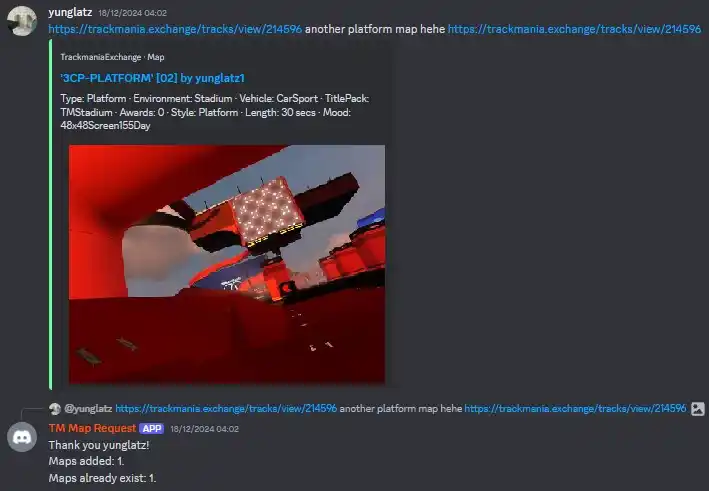 yunglatz 18/12/2024 04:02
https://trackmania.exchange/tracks/view/214596 another platform map hehe https://trackmania.exchange/tracks/view/214596
TrackmaniaExchange · Map
'3CP-PLATFORM' [02] by yunglatz1
Type: Platform · Environment: Stadium · Vehicle: CarSport · TitlePack:
TMStadium · Awards: 0 · Style: Platform · Length: 30 secs · Mood:
48x48Screen155Day
@yunglatz https://trackmania.exchange/tracks/view/214596 another platform map hehe https://trackmania.exchange/tracks/view/214596
TM Map Request APP 18/12/2024 04:02
Thank you yunglatz!
Maps added: 1.
Maps already exist: 1.